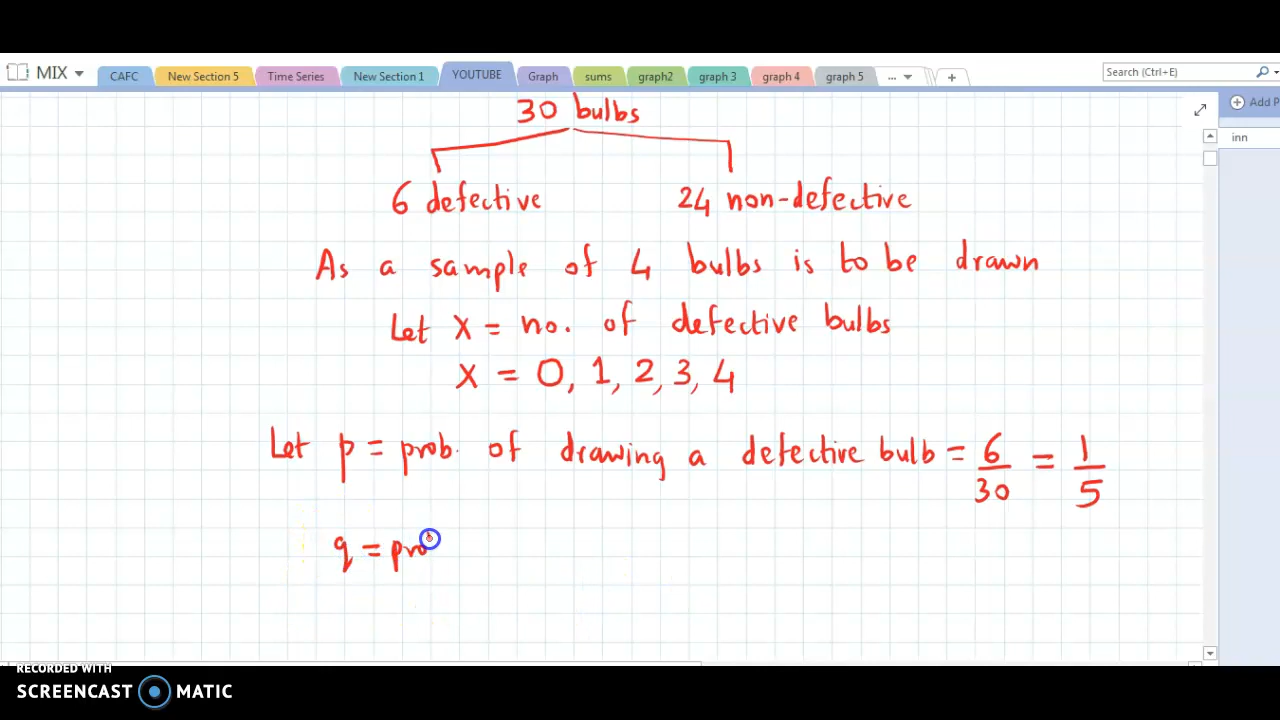 MIX CAFC New Section 5 Time Series New Section 1 YOUTUBE Graph sums graph2 graph 3 graph 4 graph 5 ... + Search (Ctrl+E)
Add P
30 bulbs
inn
6 defective 24 non-defective
As a sample of 4 bulbs is to be drawn
Let X = no. of defective bulbs
X = 0, 1, 2, 3, 4
Let p = prob. of drawing a defective bulb = 6/30 = 1/5
q = pro
RECORDED WITH
SCREENCAST MATIC